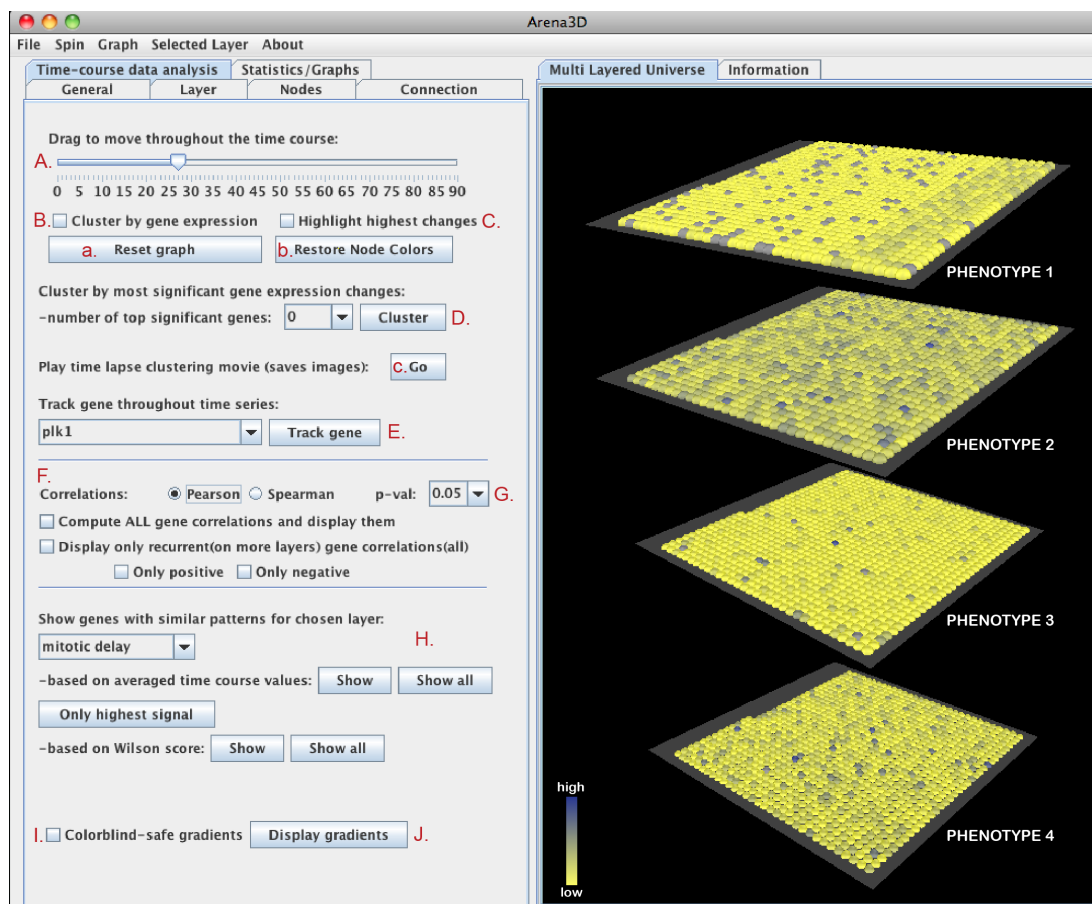 Arena3D
File Spin Graph Selected Layer About
Time-course data analysis Statistics/Graphs
General Layer Nodes Connection
Drag to move throughout the time course:
A.
0 5 10 15 20 25 30 35 40 45 50 55 60 65 70 75 80 85 90
B. Cluster by gene expression Highlight highest changes C.
a. Reset graph b. Restore Node Colors
Cluster by most significant gene expression changes:
-number of top significant genes: 0 Cluster D.
Play time lapse clustering movie (saves images): c. Go
Track gene throughout time series:
plk1 Track gene E.
F.
Correlations: Pearson Spearman p-val: 0.05 G.
Compute ALL gene correlations and display them
Display only recurrent(on more layers) gene correlations(all)
Only positive Only negative
Show genes with similar patterns for chosen layer:
H.
mitotic delay
-based on averaged time course values: Show Show all
Only highest signal
-based on Wilson score: Show Show all
I. Colorblind-safe gradients Display gradients J.
Multi Layered Universe Information
PHENOTYPE 1
PHENOTYPE 2
PHENOTYPE 3
high
PHENOTYPE 4
low